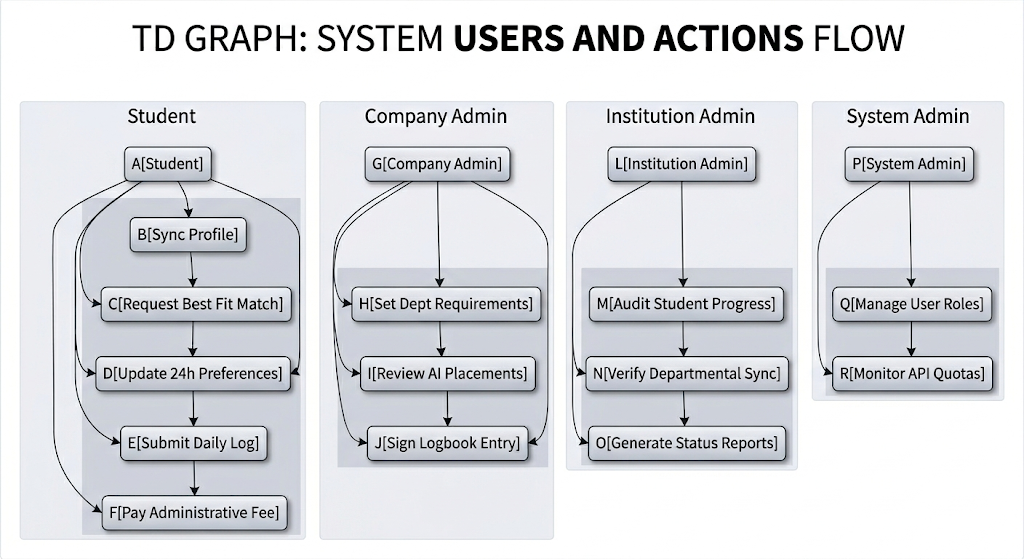 TD GRAPH: SYSTEM USERS AND ACTIONS FLOW
Student
A[Student]
B[Sync Profile]
C[Request Best Fit Match]
D[Update 24h Preferences]
E[Submit Daily Log]
F[Pay Administrative Fee]
Company Admin
G[Company Admin]
H[Set Dept Requirements]
I[Review AI Placements]
J[Sign Logbook Entry]
Institution Admin
L[Institution Admin]
M[Audit Student Progress]
N[Verify Departmental Sync]
O[Generate Status Reports]
System Admin
P[System Admin]
Q[Manage User Roles]
R[Monitor API Quotas]